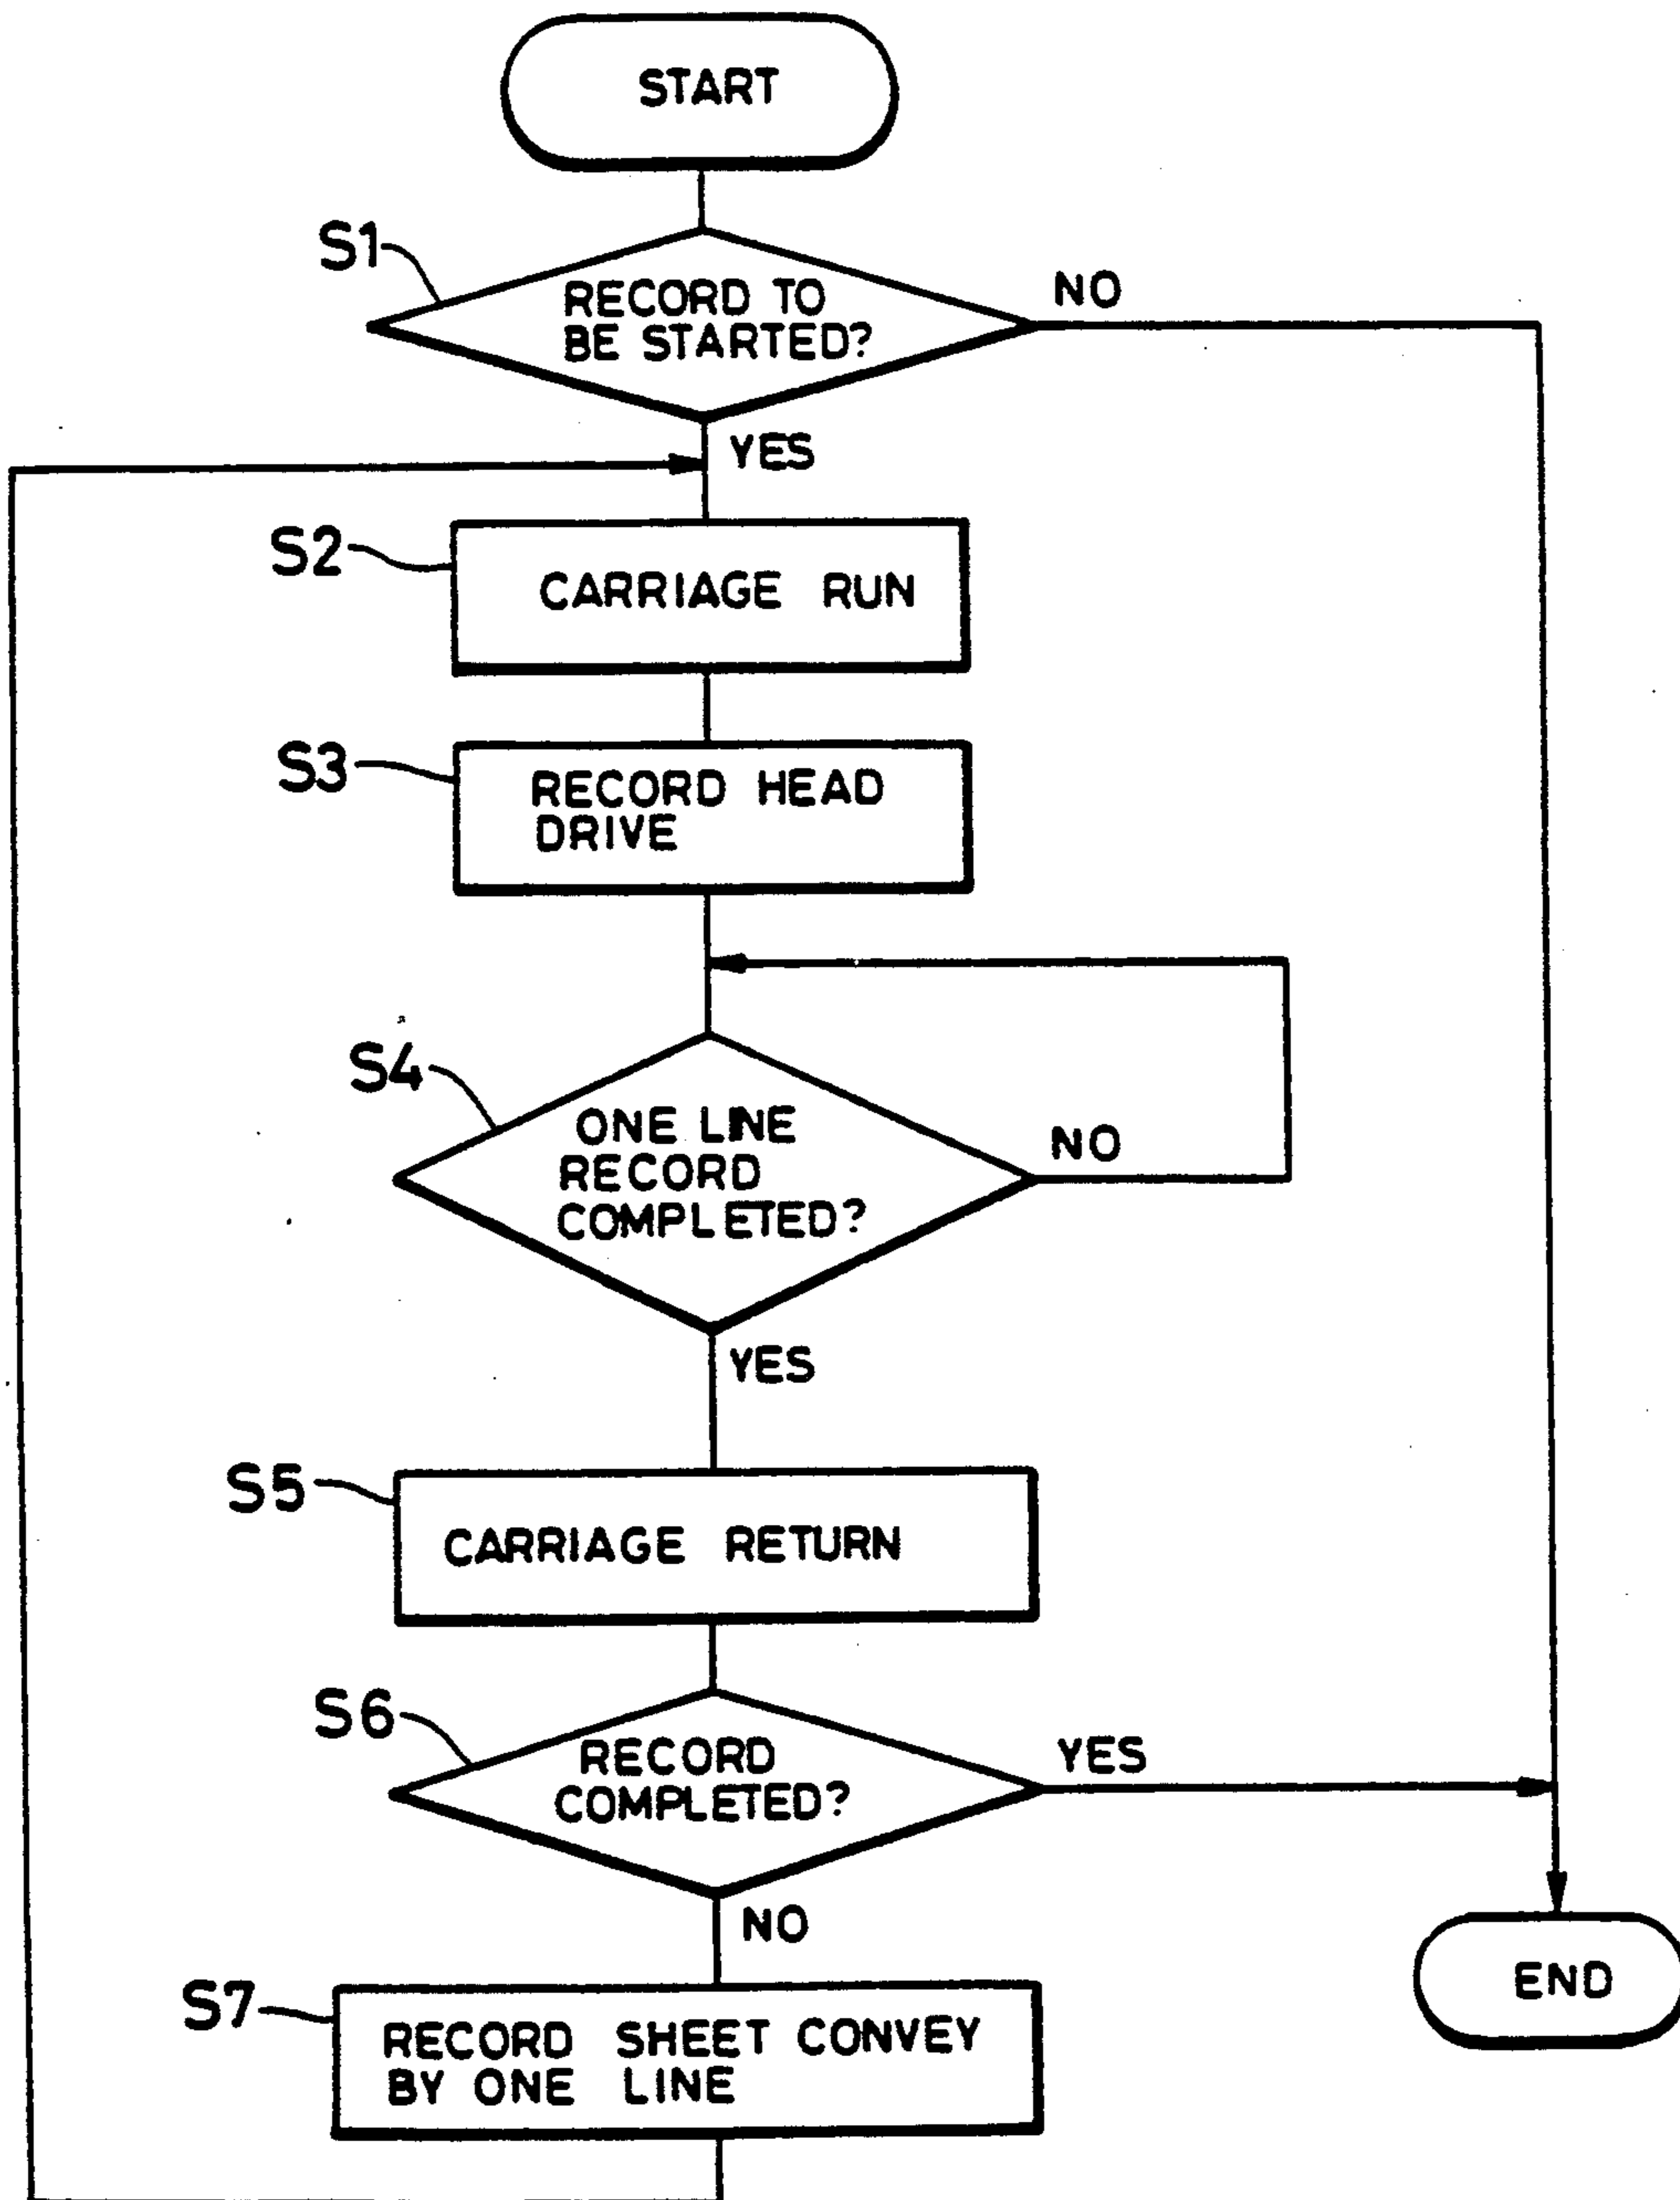 START
S1
RECORD TO
BE STARTED?
NO
YES
S2
CARRIAGE RUN
S3
RECORD HEAD
DRIVE
S4
ONE LINE
RECORD
COMPLETED?
NO
YES
S5
CARRIAGE RETURN
S6
RECORD
COMPLETED?
YES
NO
S7
RECORD SHEET CONVEY
BY ONE LINE
END